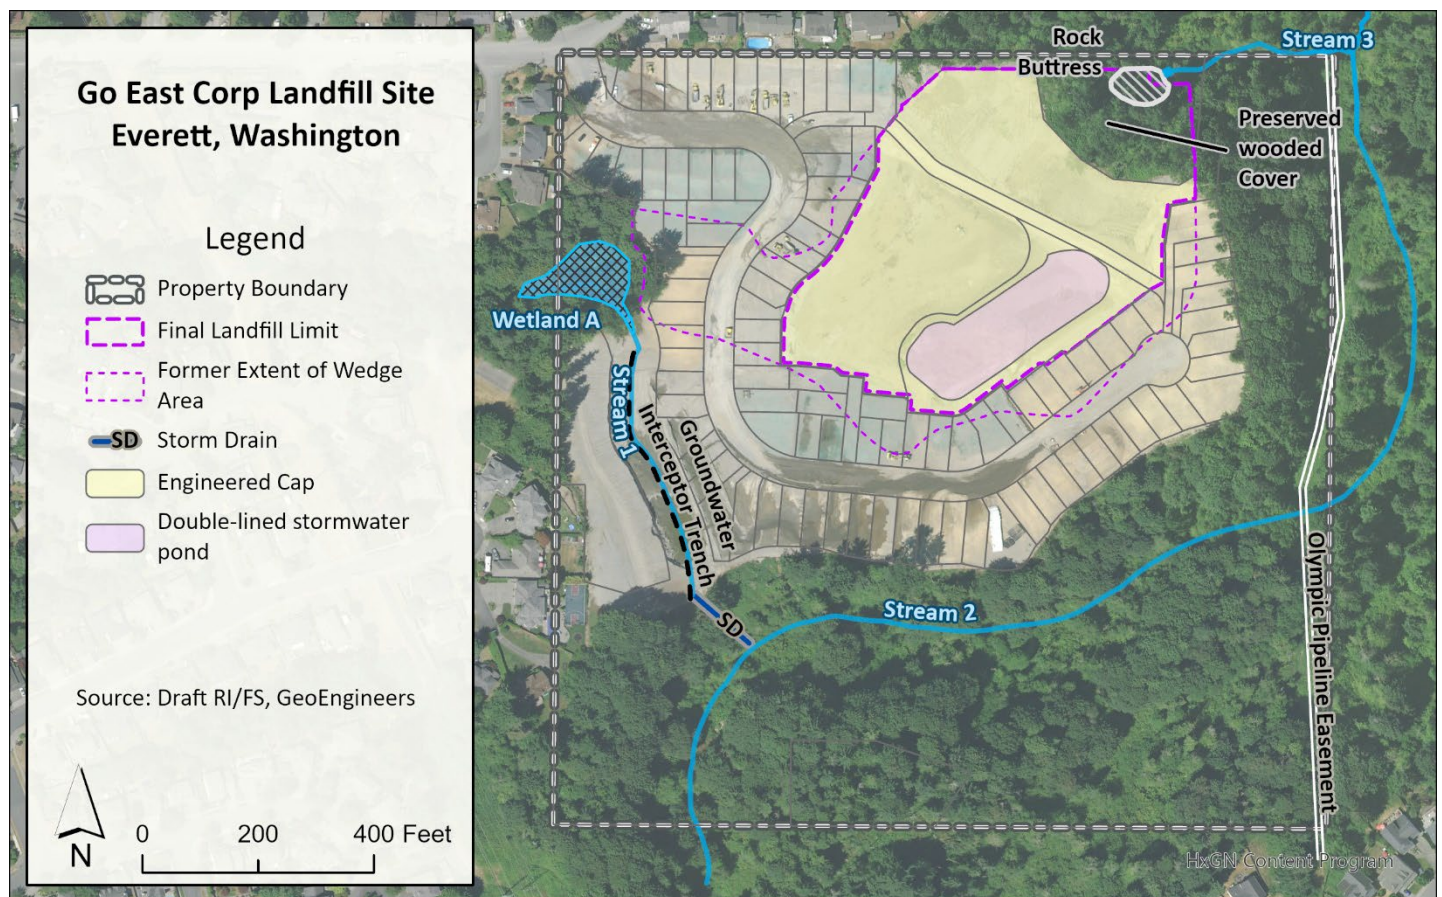 Go East Corp Landfill Site
Everett, Washington
Legend
Property Boundary
Final Landfill Limit
Former Extent of Wedge
Area
SD
Storm Drain
Engineered Cap
Double-lined stormwater
pond
Source: Draft RI/FS, GeoEngineers
0 200 400 Feet
N
Rock
Buttress
Stream 3
Preserved
wooded
Cover
Wetland A
Stream 1
Groundwater
Interceptor Trench
SD
Stream 2
Olympic Pipeline Easement
HxGN Content Program